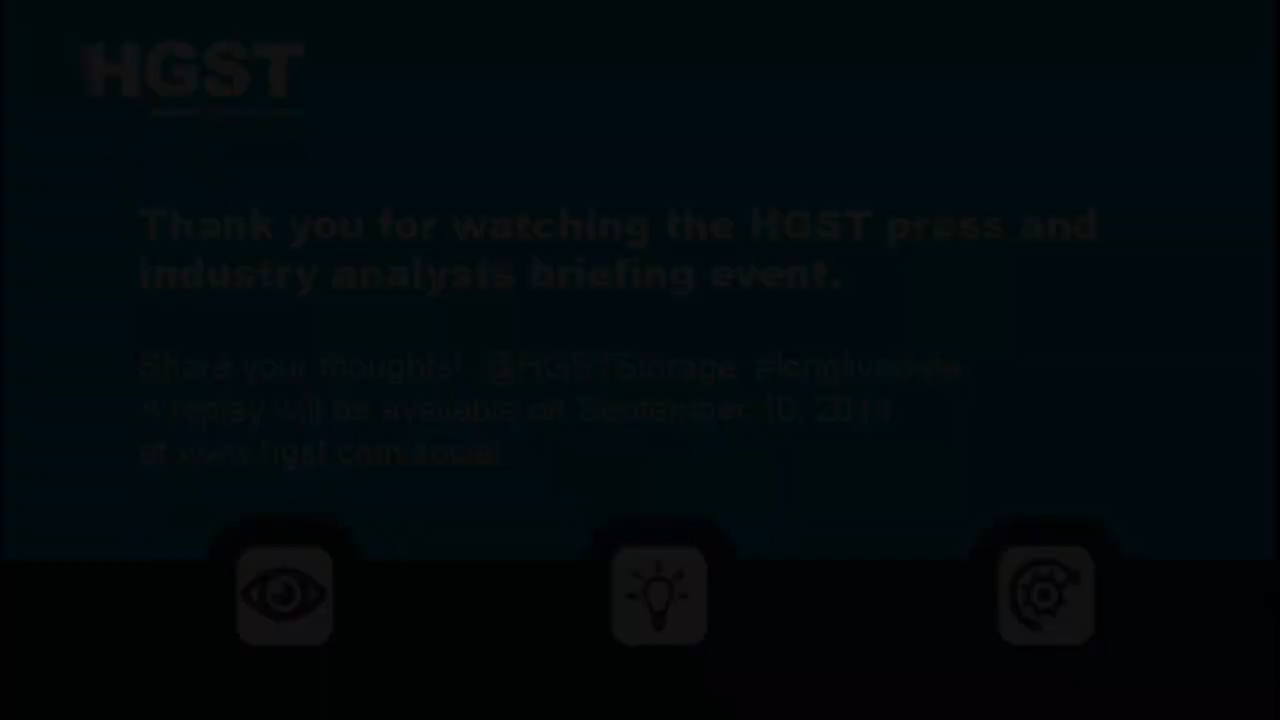 HGST
Thank you for watching the HGST press and
industry analysts briefing event.
Share your thoughts! @HGSTStorage
A replay will be available on September 10, 2014
at www.hgst.com/social